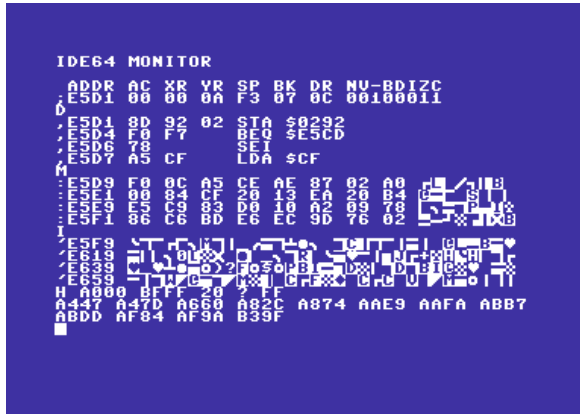 IDE64 MONITOR
ADDR AC XR YR SP BK DR NV-BDIZC
;E5D1 00 00 0A F3 07 0C 00100011
D
,E5D1 8D 92 02 STA $0292
,E5D4 F0 F7 BEQ $E5CD
,E5D6 78 SEI
,E5D7 A5 CF LDA $CF
M
:E5D9 F0 0C A5 CE AE 87 02 A0
:E5E1 00 84 CF 20 13 EA 20 B4
:E5E9 E5 C9 83 D0 10 A2 09 78
:E5F1 86 C6 BD E6 EC 9D 76 02
I
'E5F9
'E619
'E639
'E659
H A000 BFFF 20 ? FF
A447 A47D A660 A82C A874 AAE9 AAFA ABB7
ABDD AF84 AF9A B39F